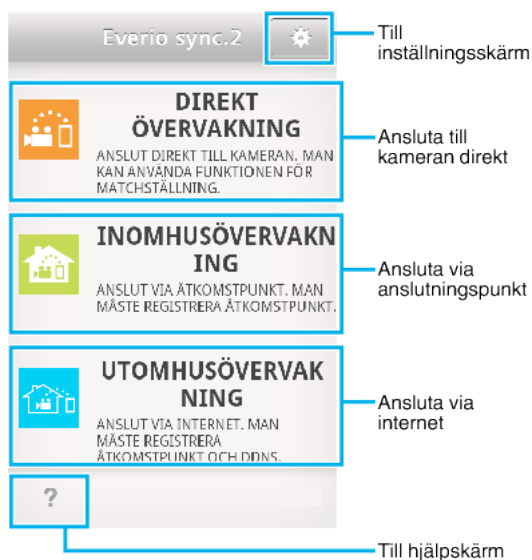 Everio sync.2
Till
inställningsskärm
DIREKT
ÖVERVAKNING
ANSLUT DIREKT TILL KAMERAN. MAN
KAN ANVÄNDA FUNKTIONEN FÖR
MATCHSTÄLLNING.
Ansluta till
kameran direkt
INOMHUSÖVERVAKN
ING
ANSLUT VIA ÅTKOMSTPUNKT. MAN
MÅSTE REGISTRERA ÅTKOMSTPUNKT.
Ansluta via
anslutningspunkt
UTOMHUSÖVERVAK
NING
ANSLUT VIA INTERNET. MAN
MÅSTE REGISTRERA
ÅTKOMSTPUNKT OCH DDNS.
Ansluta via
internet
?
Till hjälpskärm